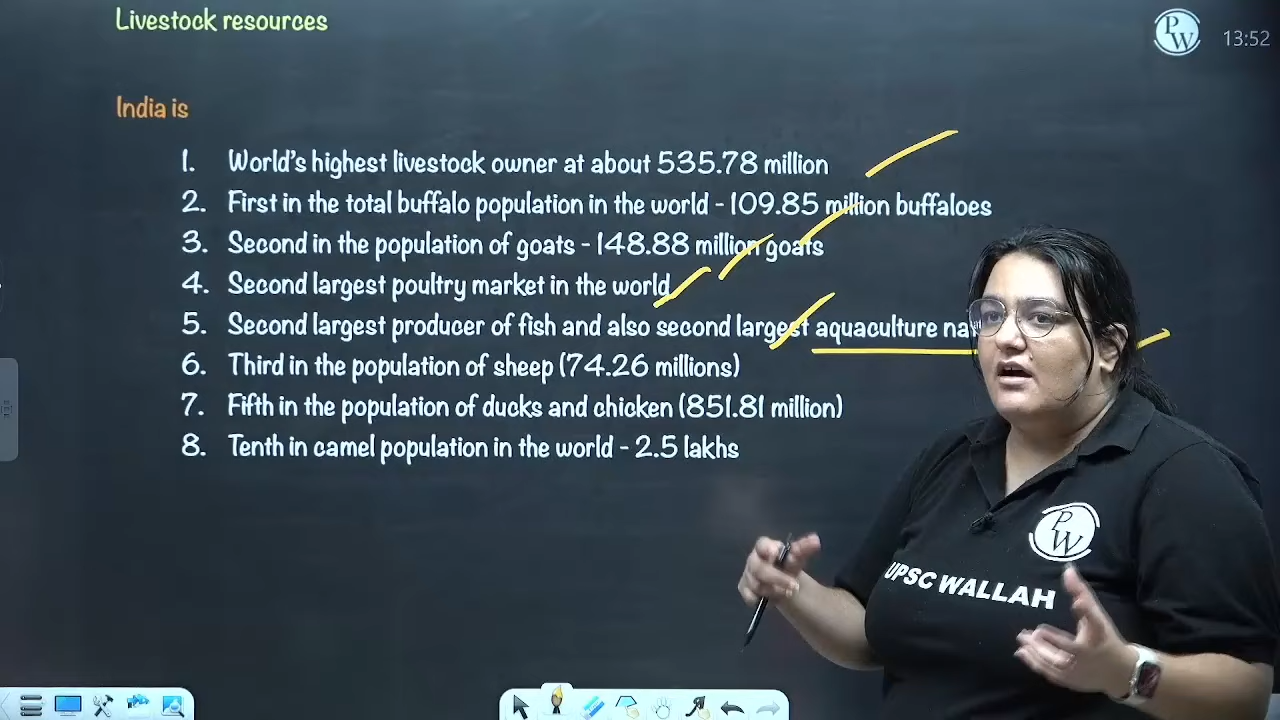 Livestock resources
PW
13:52
India is
1. World's highest livestock owner at about 535.78 million
2. First in the total buffalo population in the world - 109.85 million buffaloes
3. Second in the population of goats - 148.88 million goats
4. Second largest poultry market in the world
5. Second largest producer of fish and also second largest aquaculture
6. Third in the population of sheep (74.26 millions)
7. Fifth in the population of ducks and chicken (851.81 million)
8. Tenth in camel population in the world - 2.5 lakhs
PW
UPSC WALLAH